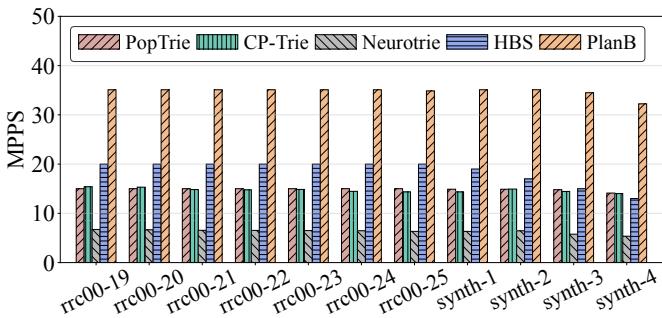 50
40
30
20
10
0
MPPS
PopTrie CP-Trie Neurotrie HBS PlanB
rrc00-19 rrc00-20 rrc00-21 rrc00-22 rrc00-23 rrc00-24 rrc00-25 synth-1 synth-2 synth-3 synth-4